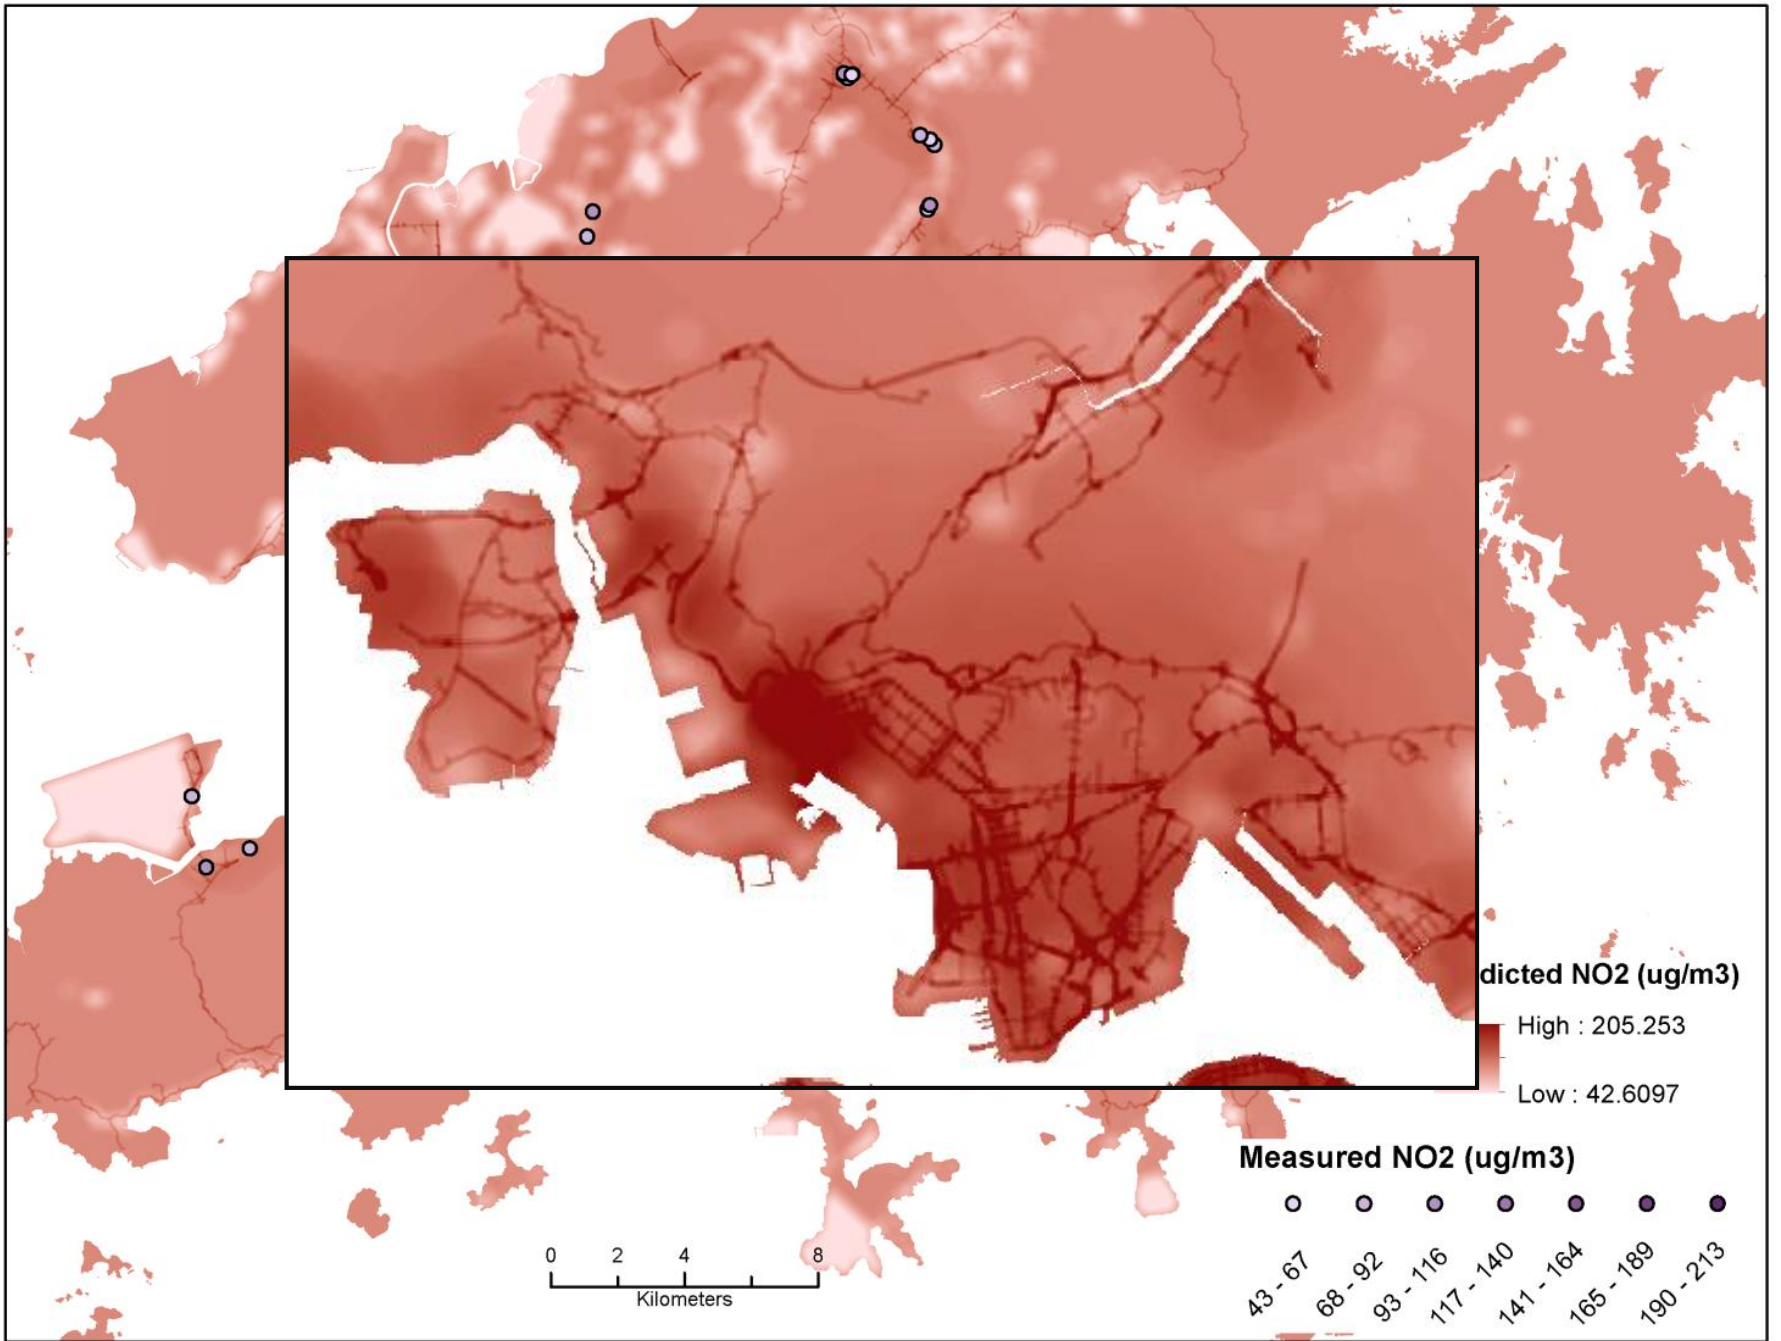 dicted NO2 (ug/m3)
High : 205.253
Low : 42.6097
Measured NO2 (ug/m3)
43 - 67
68 - 92
93 - 116
117 - 140
141 - 164
165 - 189
190 - 213
0 2 4 8
Kilometers